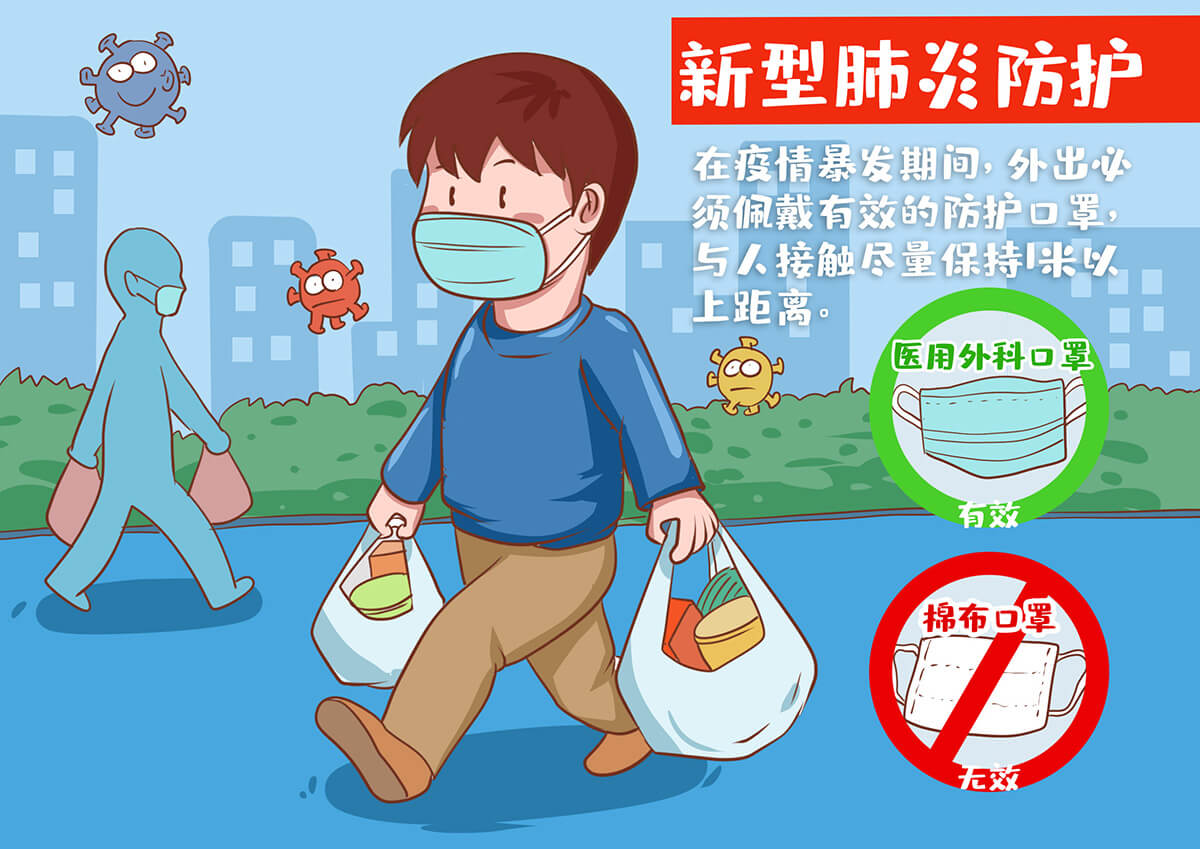 新型肺炎防护
在疫情暴发期间，外出必
须佩戴有效的防护口罩，
与人接触尽量保持1米以
上距离。
医用外科口罩
有效
棉布口罩
无效